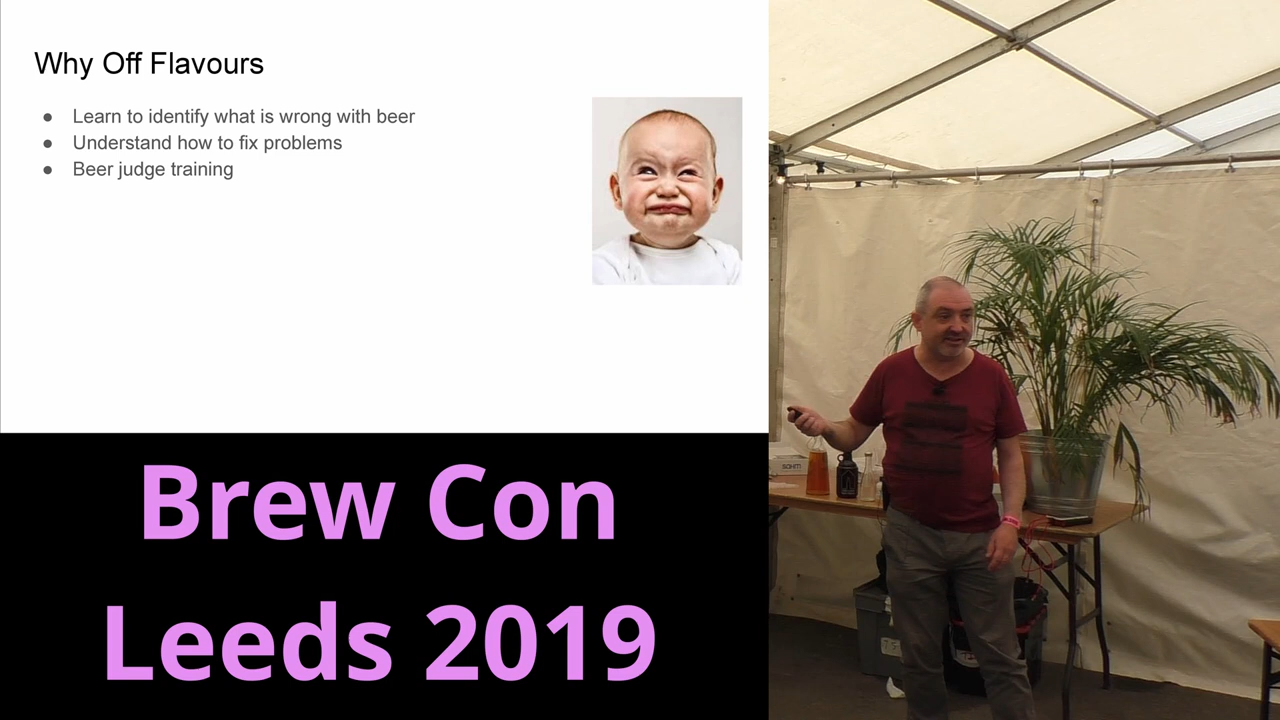 Why Off Flavours
● Learn to identify what is wrong with beer
● Understand how to fix problems
● Beer judge training
Brew Con
Leeds 2019